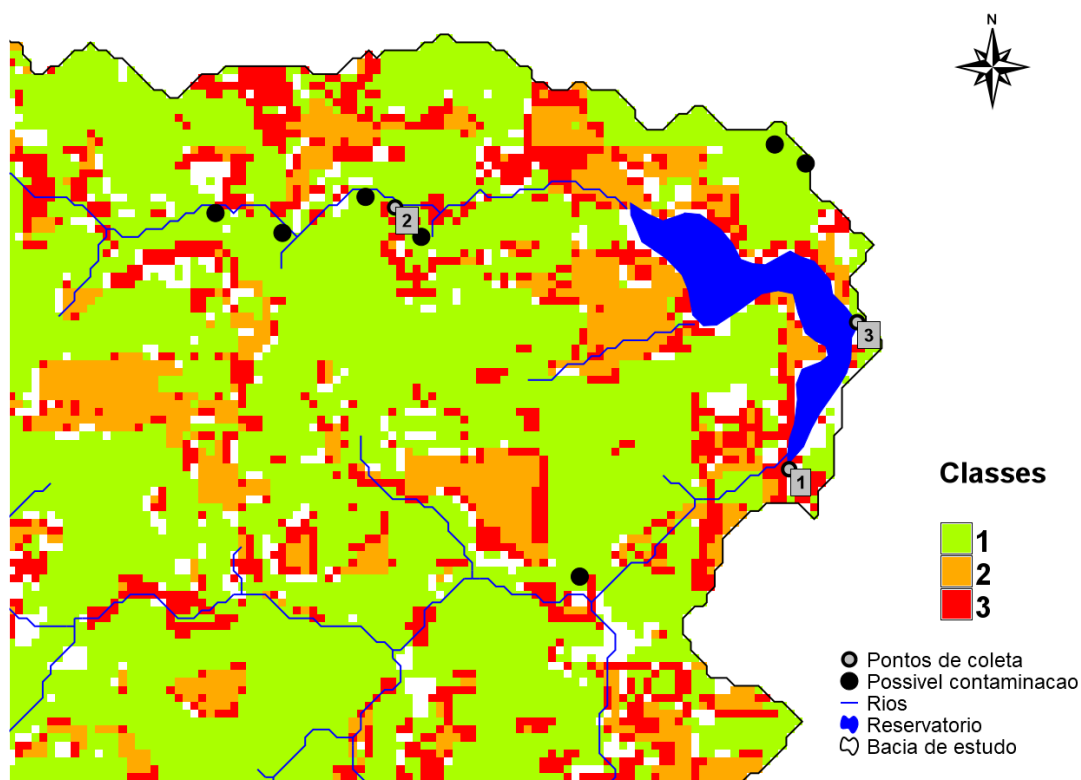 N
2
3
1
Classes
1
2
3
Pontos de coleta
Possivel contaminacao
Rios
Reservatorio
Bacia de estudo